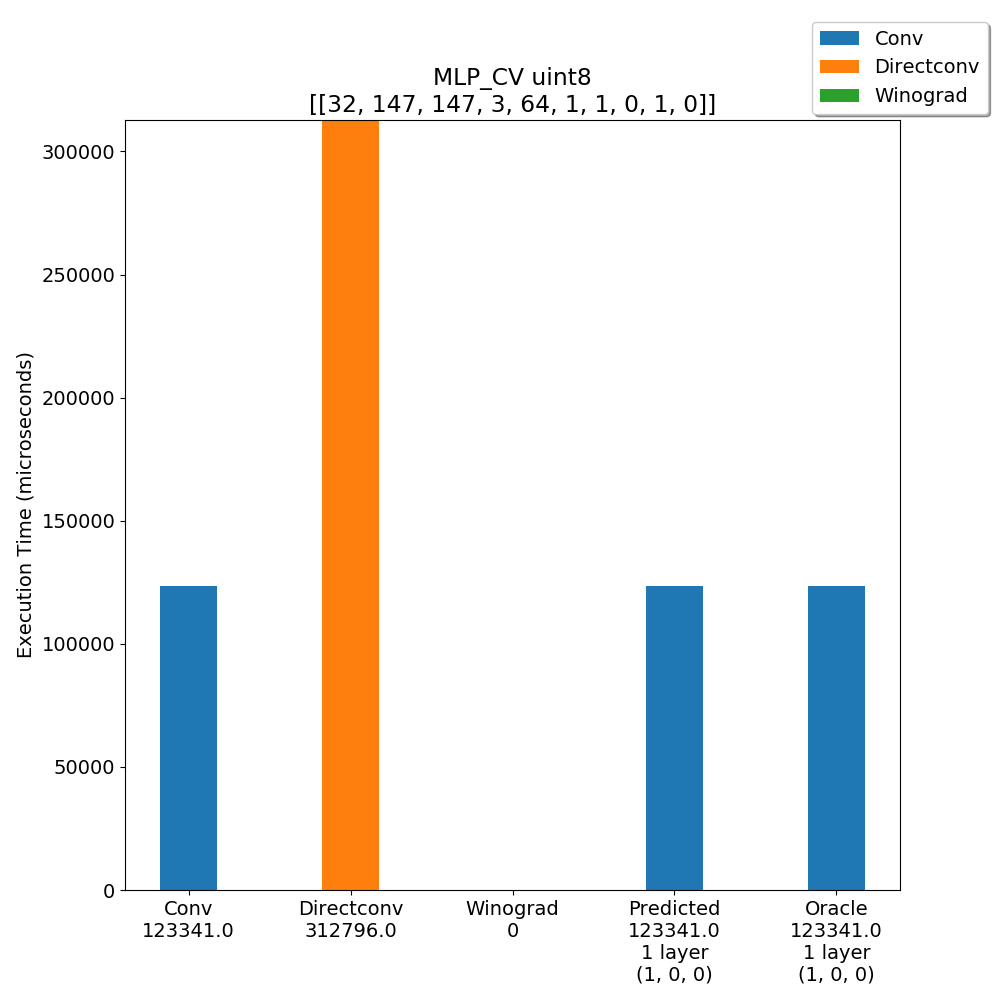 Conv
Directconv
Winograd
MLP_CV uint8
[[32, 147, 147, 3, 64, 1, 1, 0, 1, 0]]
Execution Time (microseconds)
300000
250000
200000
150000
100000
50000
0
Conv
123341.0
Directconv
312796.0
Winograd
0
Predicted
123341.0
1 layer
(1, 0, 0)
Oracle
123341.0
1 layer
(1, 0, 0)